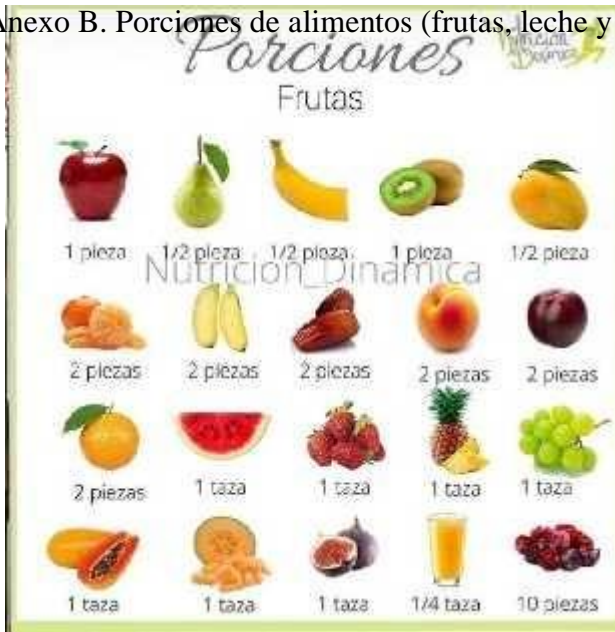 Anexo B. Porciones de alimentos (frutas, leche y
Porciones
Frutas
1 pieza 1/2 pieza 1/2 pieza 1 pieza 1/2 pieza
Nutrición_Dinamica
2 piezas 2 piezas 2 piezas 2 piezas 2 piezas
2 piezas 1 taza 1 taza 1 taza 1 taza
1 taza 1 taza 1 taza 1/4 taza 10 piezas